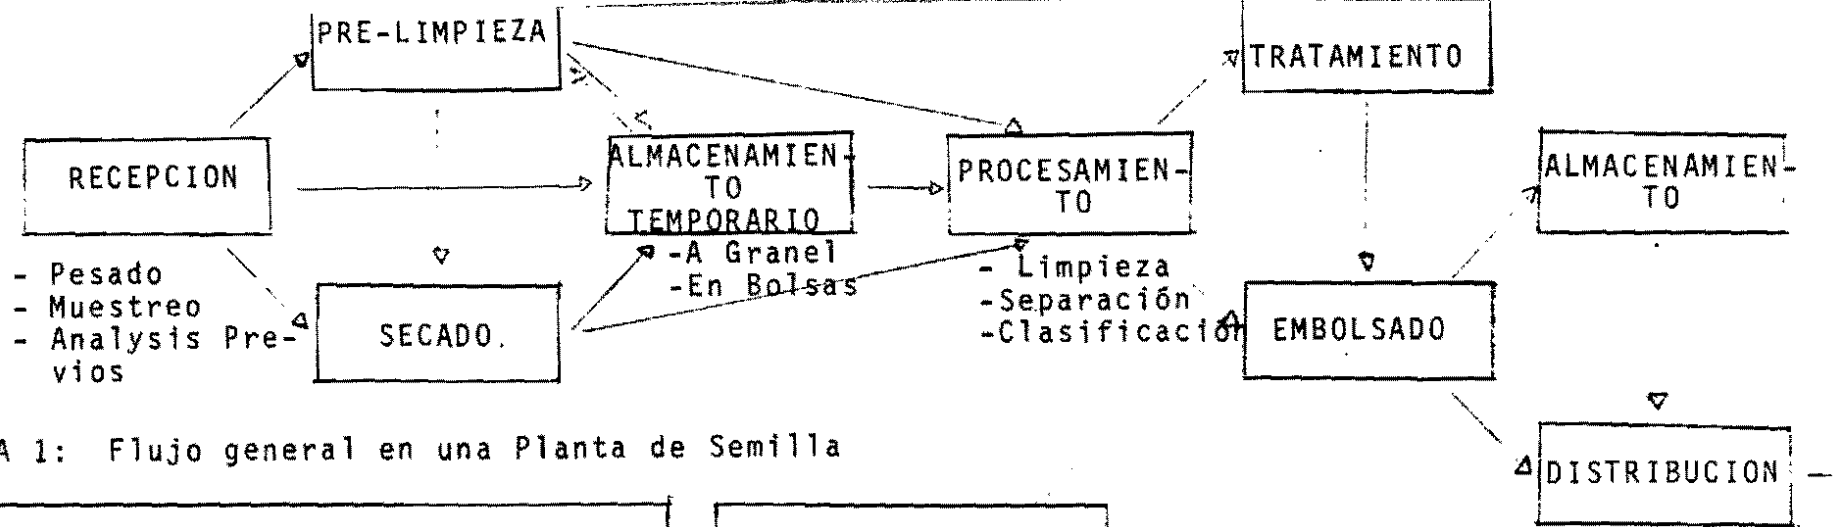 PRE-LIMPIEZA
TRATAMIENTO
RECEPCION
ALMACENAMIEN-
TO
TEMPORARIO
PROCESAMIEN-
TO
ALMACENAMIEN-
TO
- Pesado
- Muestreo
- Analysis Pre-
vios
-A Granel
-En Bolsas
- Limpieza
-Separación
-Clasificación
SECADO.
EMBOLSADO
A 1: Flujo general en una Planta de Semilla
DISTRIBUCION